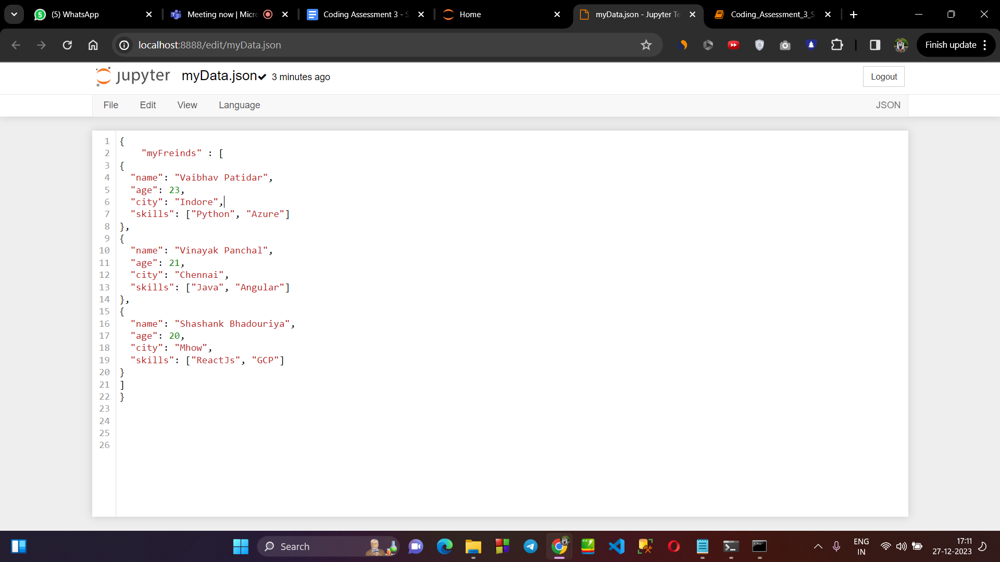 (5) WhatsApp
Meeting now | Micro
Coding Assessment 3 - S
Home
myData.json - Jupyter Te
Coding_Assessment_3_S
localhost:8888/edit/myData.json
Finish update
jupyter myData.json 3 minutes ago
Logout
File Edit View Language JSON
1 {
2 "myFreinds" : [
3 {
4 "name": "Vaibhav Patidar",
5 "age": 23,
6 "city": "Indore",
7 "skills": ["Python", "Azure"]
8 },
9 {
10 "name": "Vinayak Panchal",
11 "age": 21,
12 "city": "Chennai",
13 "skills": ["Java", "Angular"]
14 },
15 {
16 "name": "Shashank Bhadouriya",
17 "age": 20,
18 "city": "Mhow",
19 "skills": ["ReactJs", "GCP"]
20 }
21 ]
22 }
23
24
25
26
Search
ENG
IN
17:11
27-12-2023